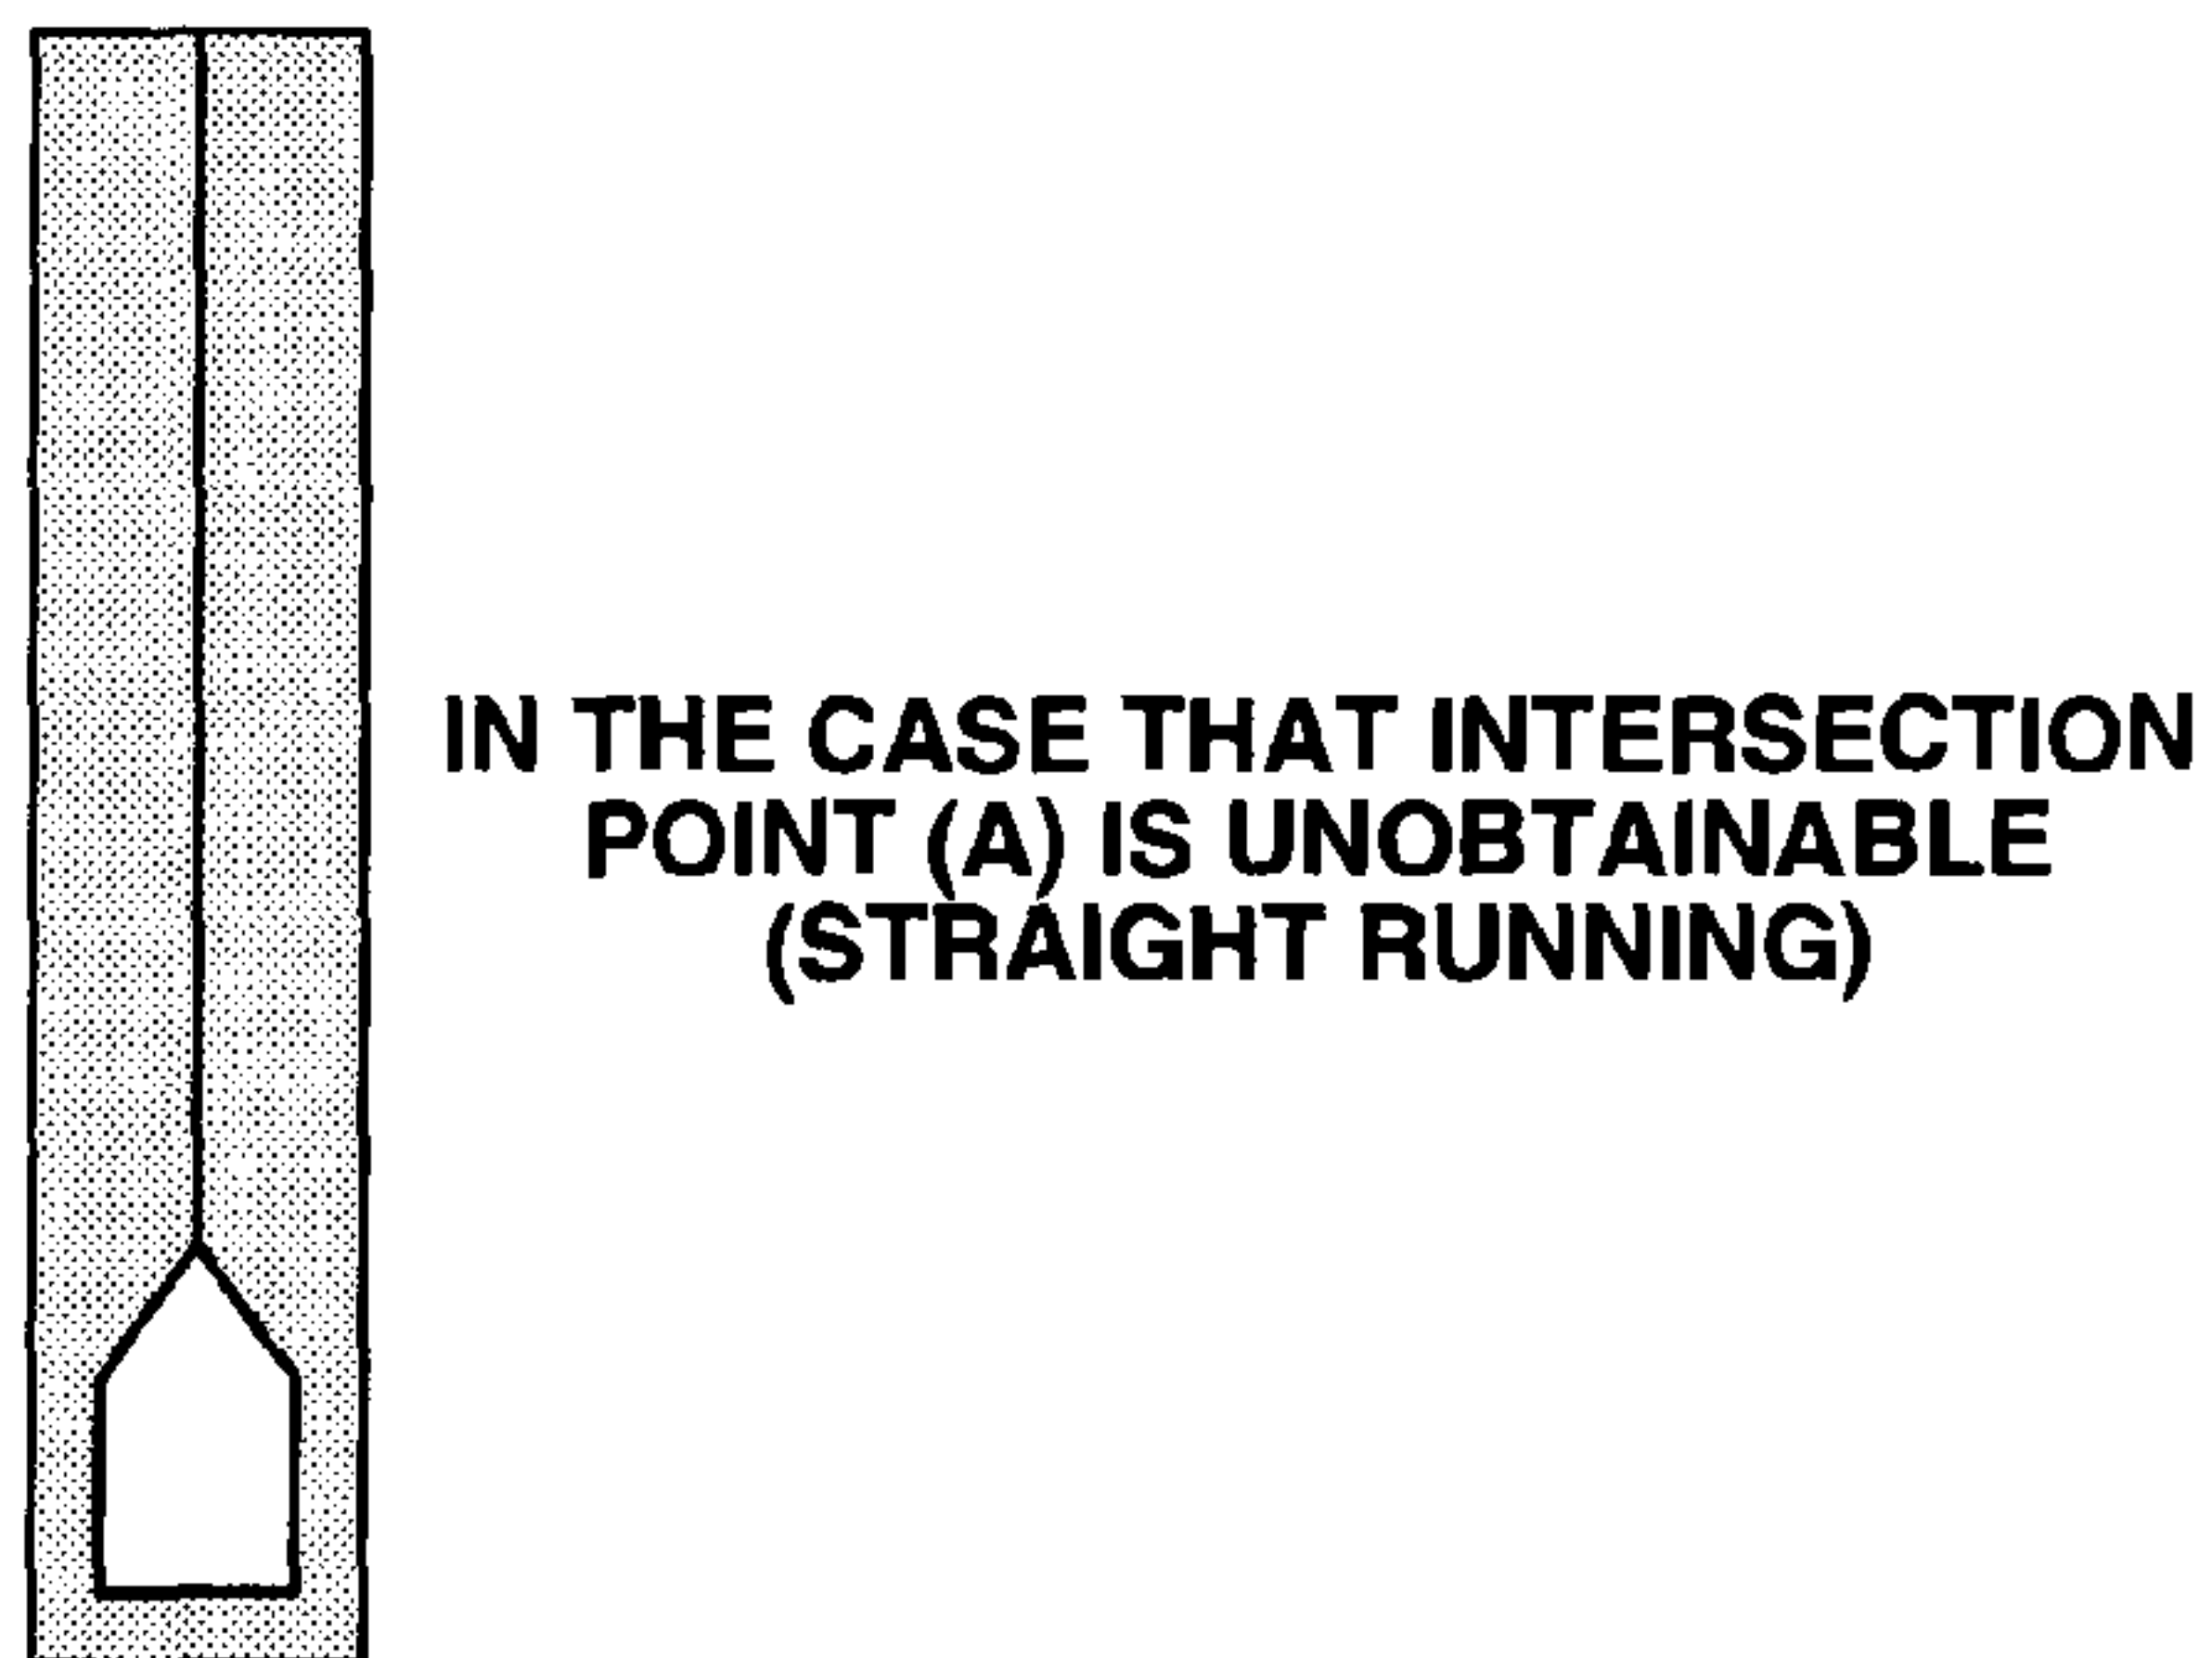 IN THE CASE THAT INTERSECTION
POINT (A) IS UNOBTAINABLE
(STRAIGHT RUNNING)